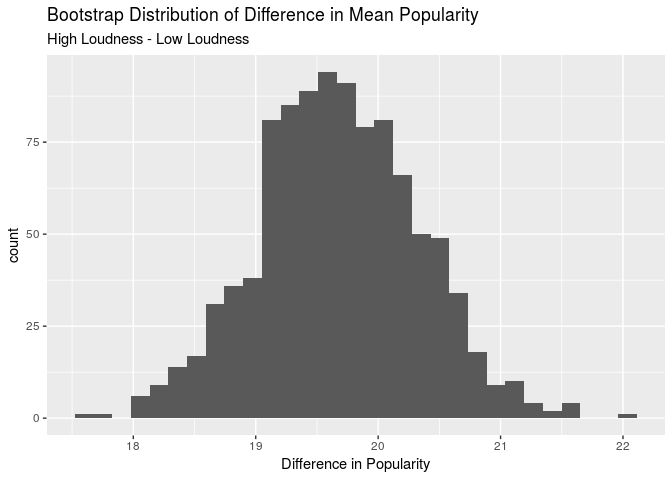 Bootstrap Distribution of Difference in Mean Popularity
High Loudness - Low Loudness
75
50
25
0
count
18 19 20 21 22
Difference in Popularity